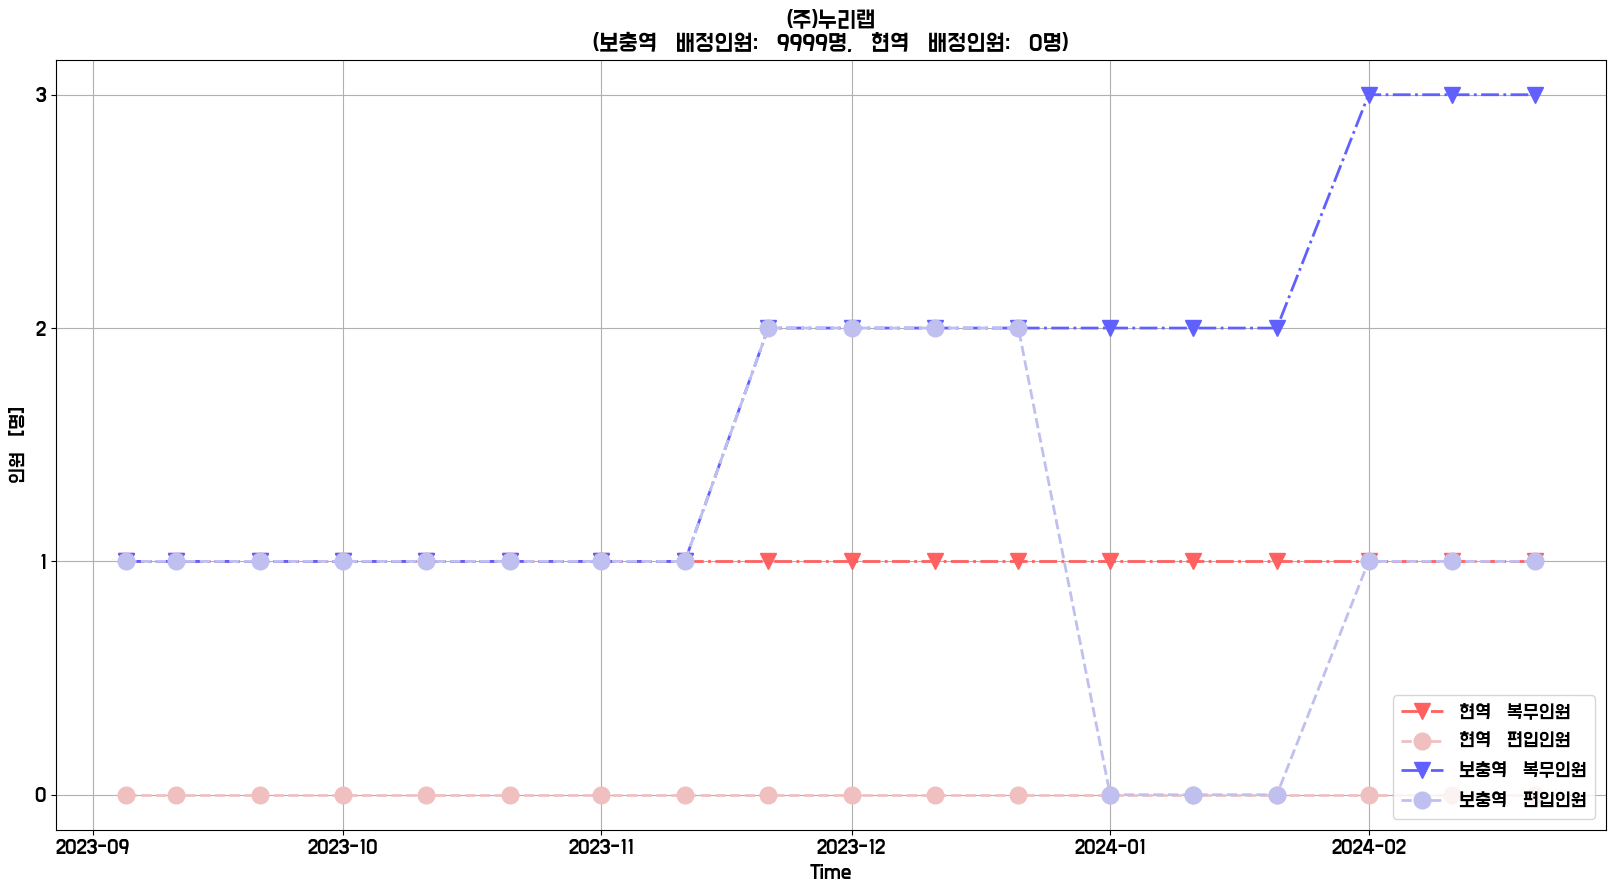 (주)누리랩
(보충역 배정인원: 9999명, 현역 배정인원: 0명)
3
2
1
0
인원 [명]
2023-09
2023-10
2023-11
2023-12
2024-01
2024-02
Time
현역 복무인원
현역 편입인원
보충역 복무인원
보충역 편입인원